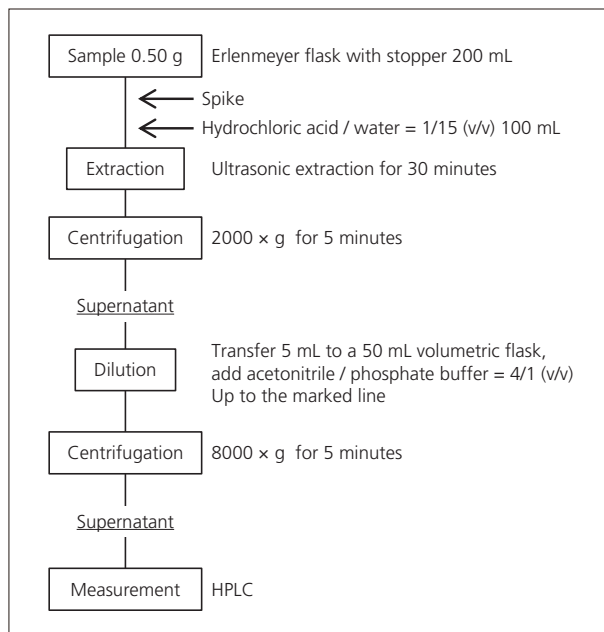 Sample 0.50 g Erlenmeyer flask with stopper 200 mL
Spike
Hydrochloric acid / water = 1/15 (v/v) 100 mL
Extraction Ultrasonic extraction for 30 minutes
Centrifugation 2000 × g for 5 minutes
Supernatant
Dilution
Transfer 5 mL to a 50 mL volumetric flask,
add acetonitrile / phosphate buffer = 4/1 (v/v)
Up to the marked line
Centrifugation 8000 × g for 5 minutes
Supernatant
Measurement HPLC